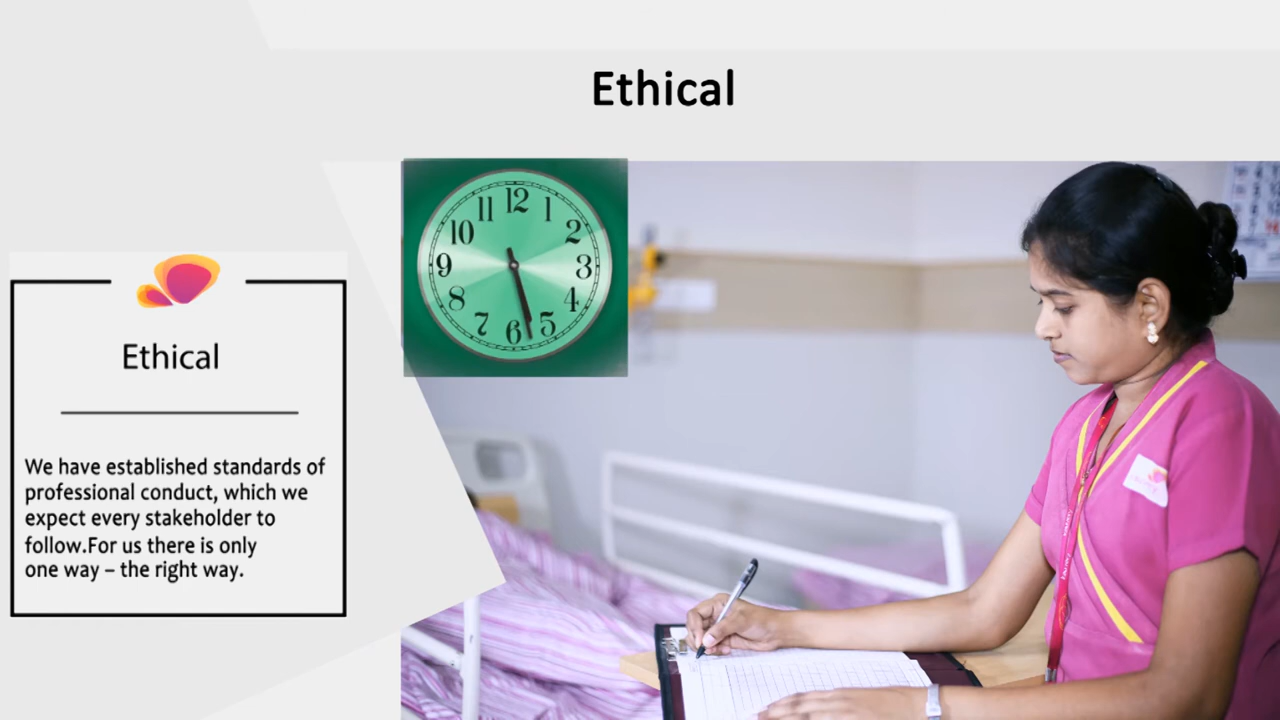 Ethical
12
11
1
10
2
9
3
8
4
7
6
5
Ethical
We have established standards of
professional conduct, which we
expect every stakeholder to
follow.For us there is only
one way – the right way.